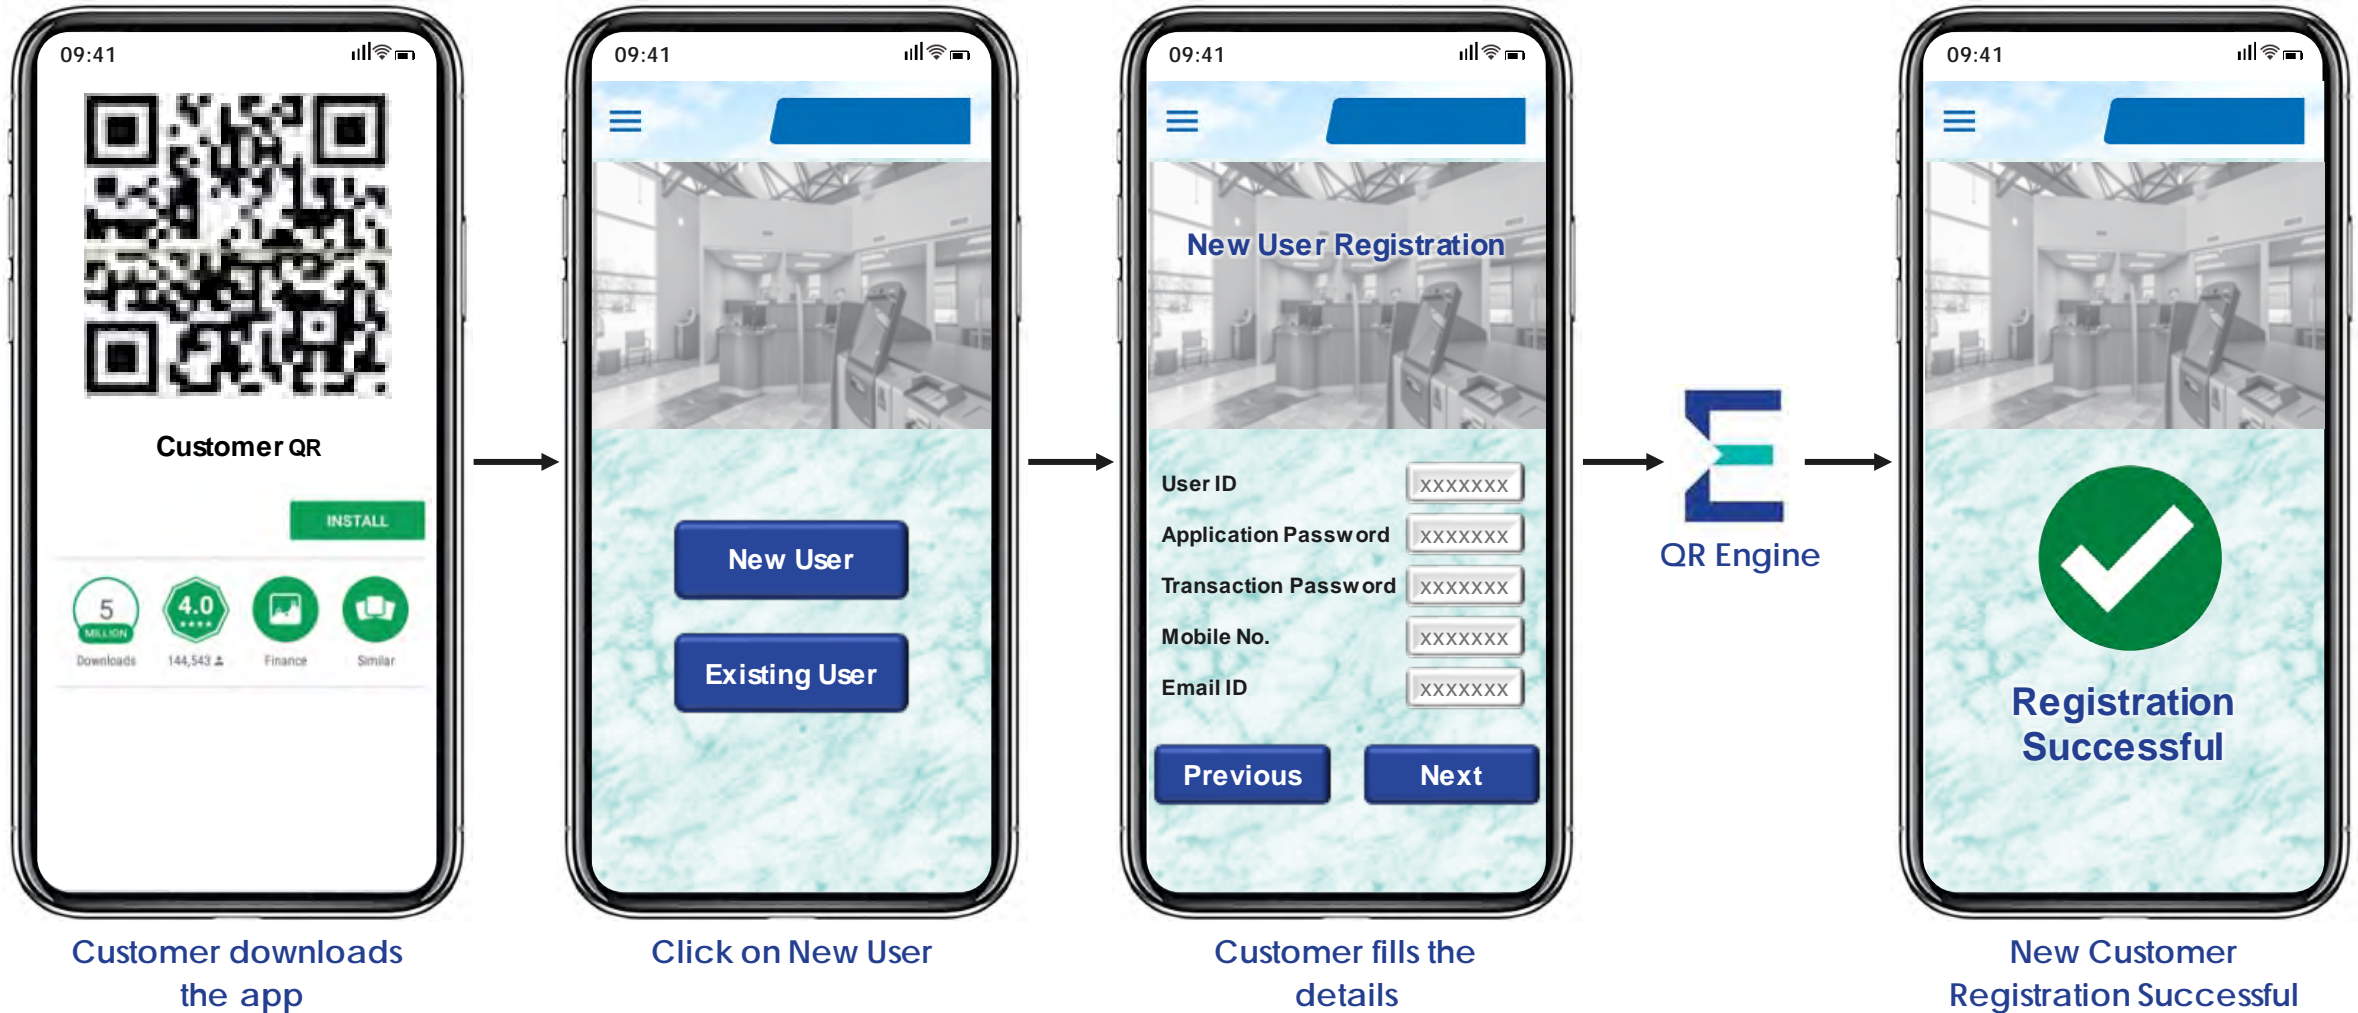 09:41
Customer QR
INSTALL
5
MILLION
Downloads
4.0
144,543
Finance
Similar
Customer downloads
the app
09:41
New User
Existing User
Click on New User
09:41
New User Registration
User ID xxxxxxx
Application Password xxxxxxx
Transaction Password xxxxxxx
Mobile No. xxxxxxx
Email ID xxxxxxx
Previous Next
Customer fills the
details
QR Engine
09:41
Registration
Successful
New Customer
Registration Successful